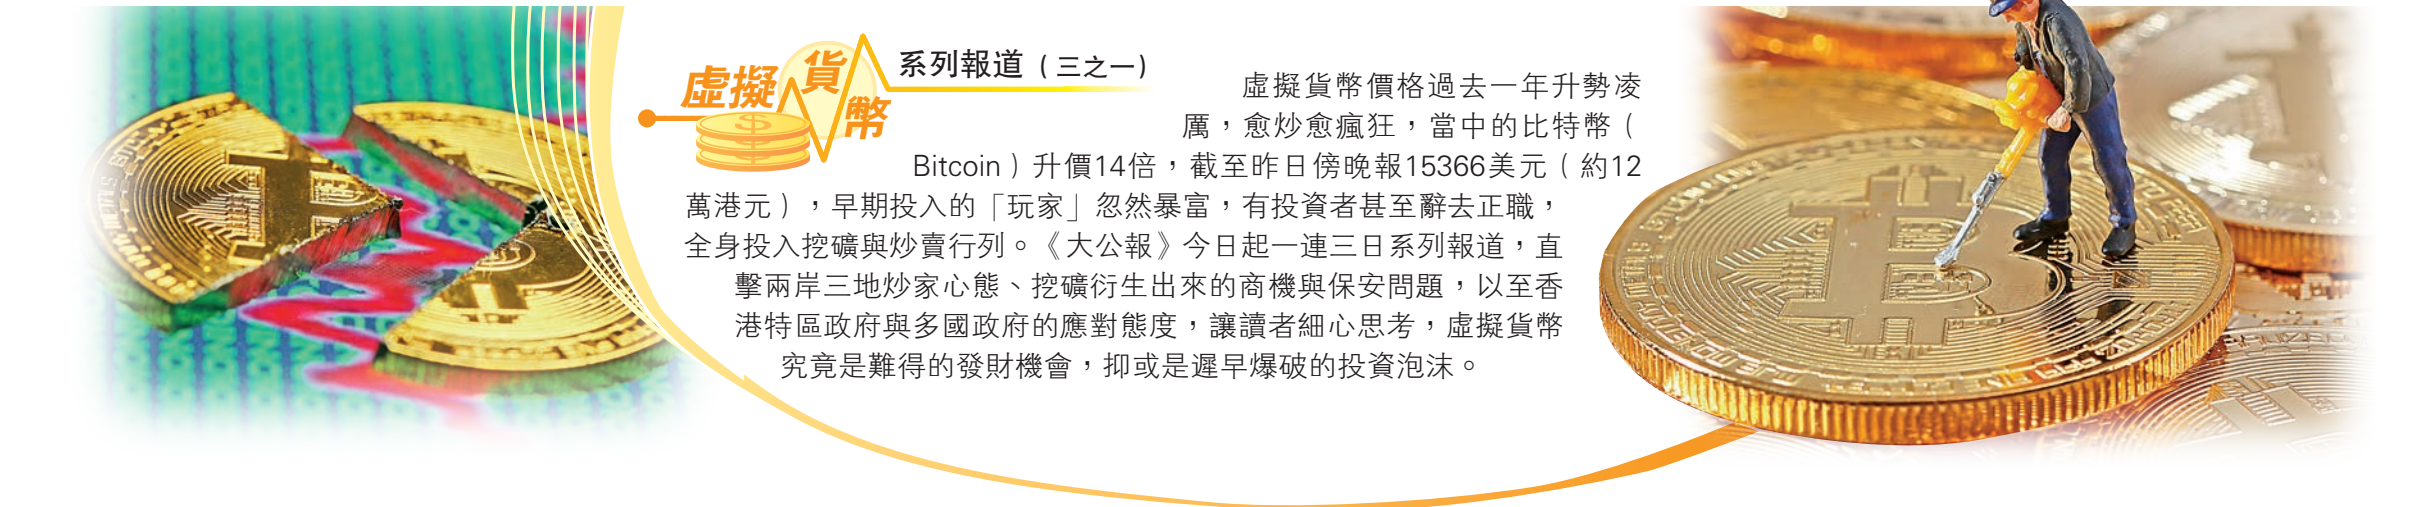 虛擬貨幣
系列報道（三之一）
虛擬貨幣價格過去一年升勢凌
厲，愈炒愈瘋狂，當中的比特幣（
Bitcoin）升價14倍，截至昨日傍晚報15366美元（約12
萬港元），早期投入的「玩家」忽然暴富，有投資者甚至辭去正職，
全身投入挖礦與炒賣行列。《大公報》今日起一連三日系列報道，直
擊兩岸三地炒家心態、挖礦衍生出來的商機與保安問題，以至香
港特區政府與多國政府的應對態度，讓讀者細心思考，虛擬貨幣
究竟是難得的發財機會，抑或是遲早爆破的投資泡沫。